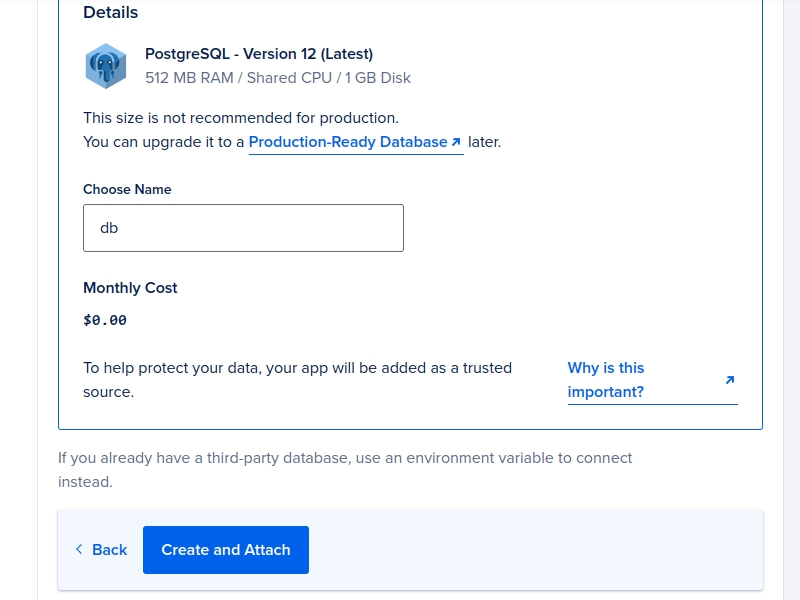 Details
PostgreSQL - Version 12 (Latest)
512 MB RAM / Shared CPU / 1 GB Disk
This size is not recommended for production.
You can upgrade it to a Production-Ready Database later.
Choose Name
db
Monthly Cost
$0.00
To help protect your data, your app will be added as a trusted
source.
Why is this
important?
If you already have a third-party database, use an environment variable to connect
instead.
Back
Create and Attach